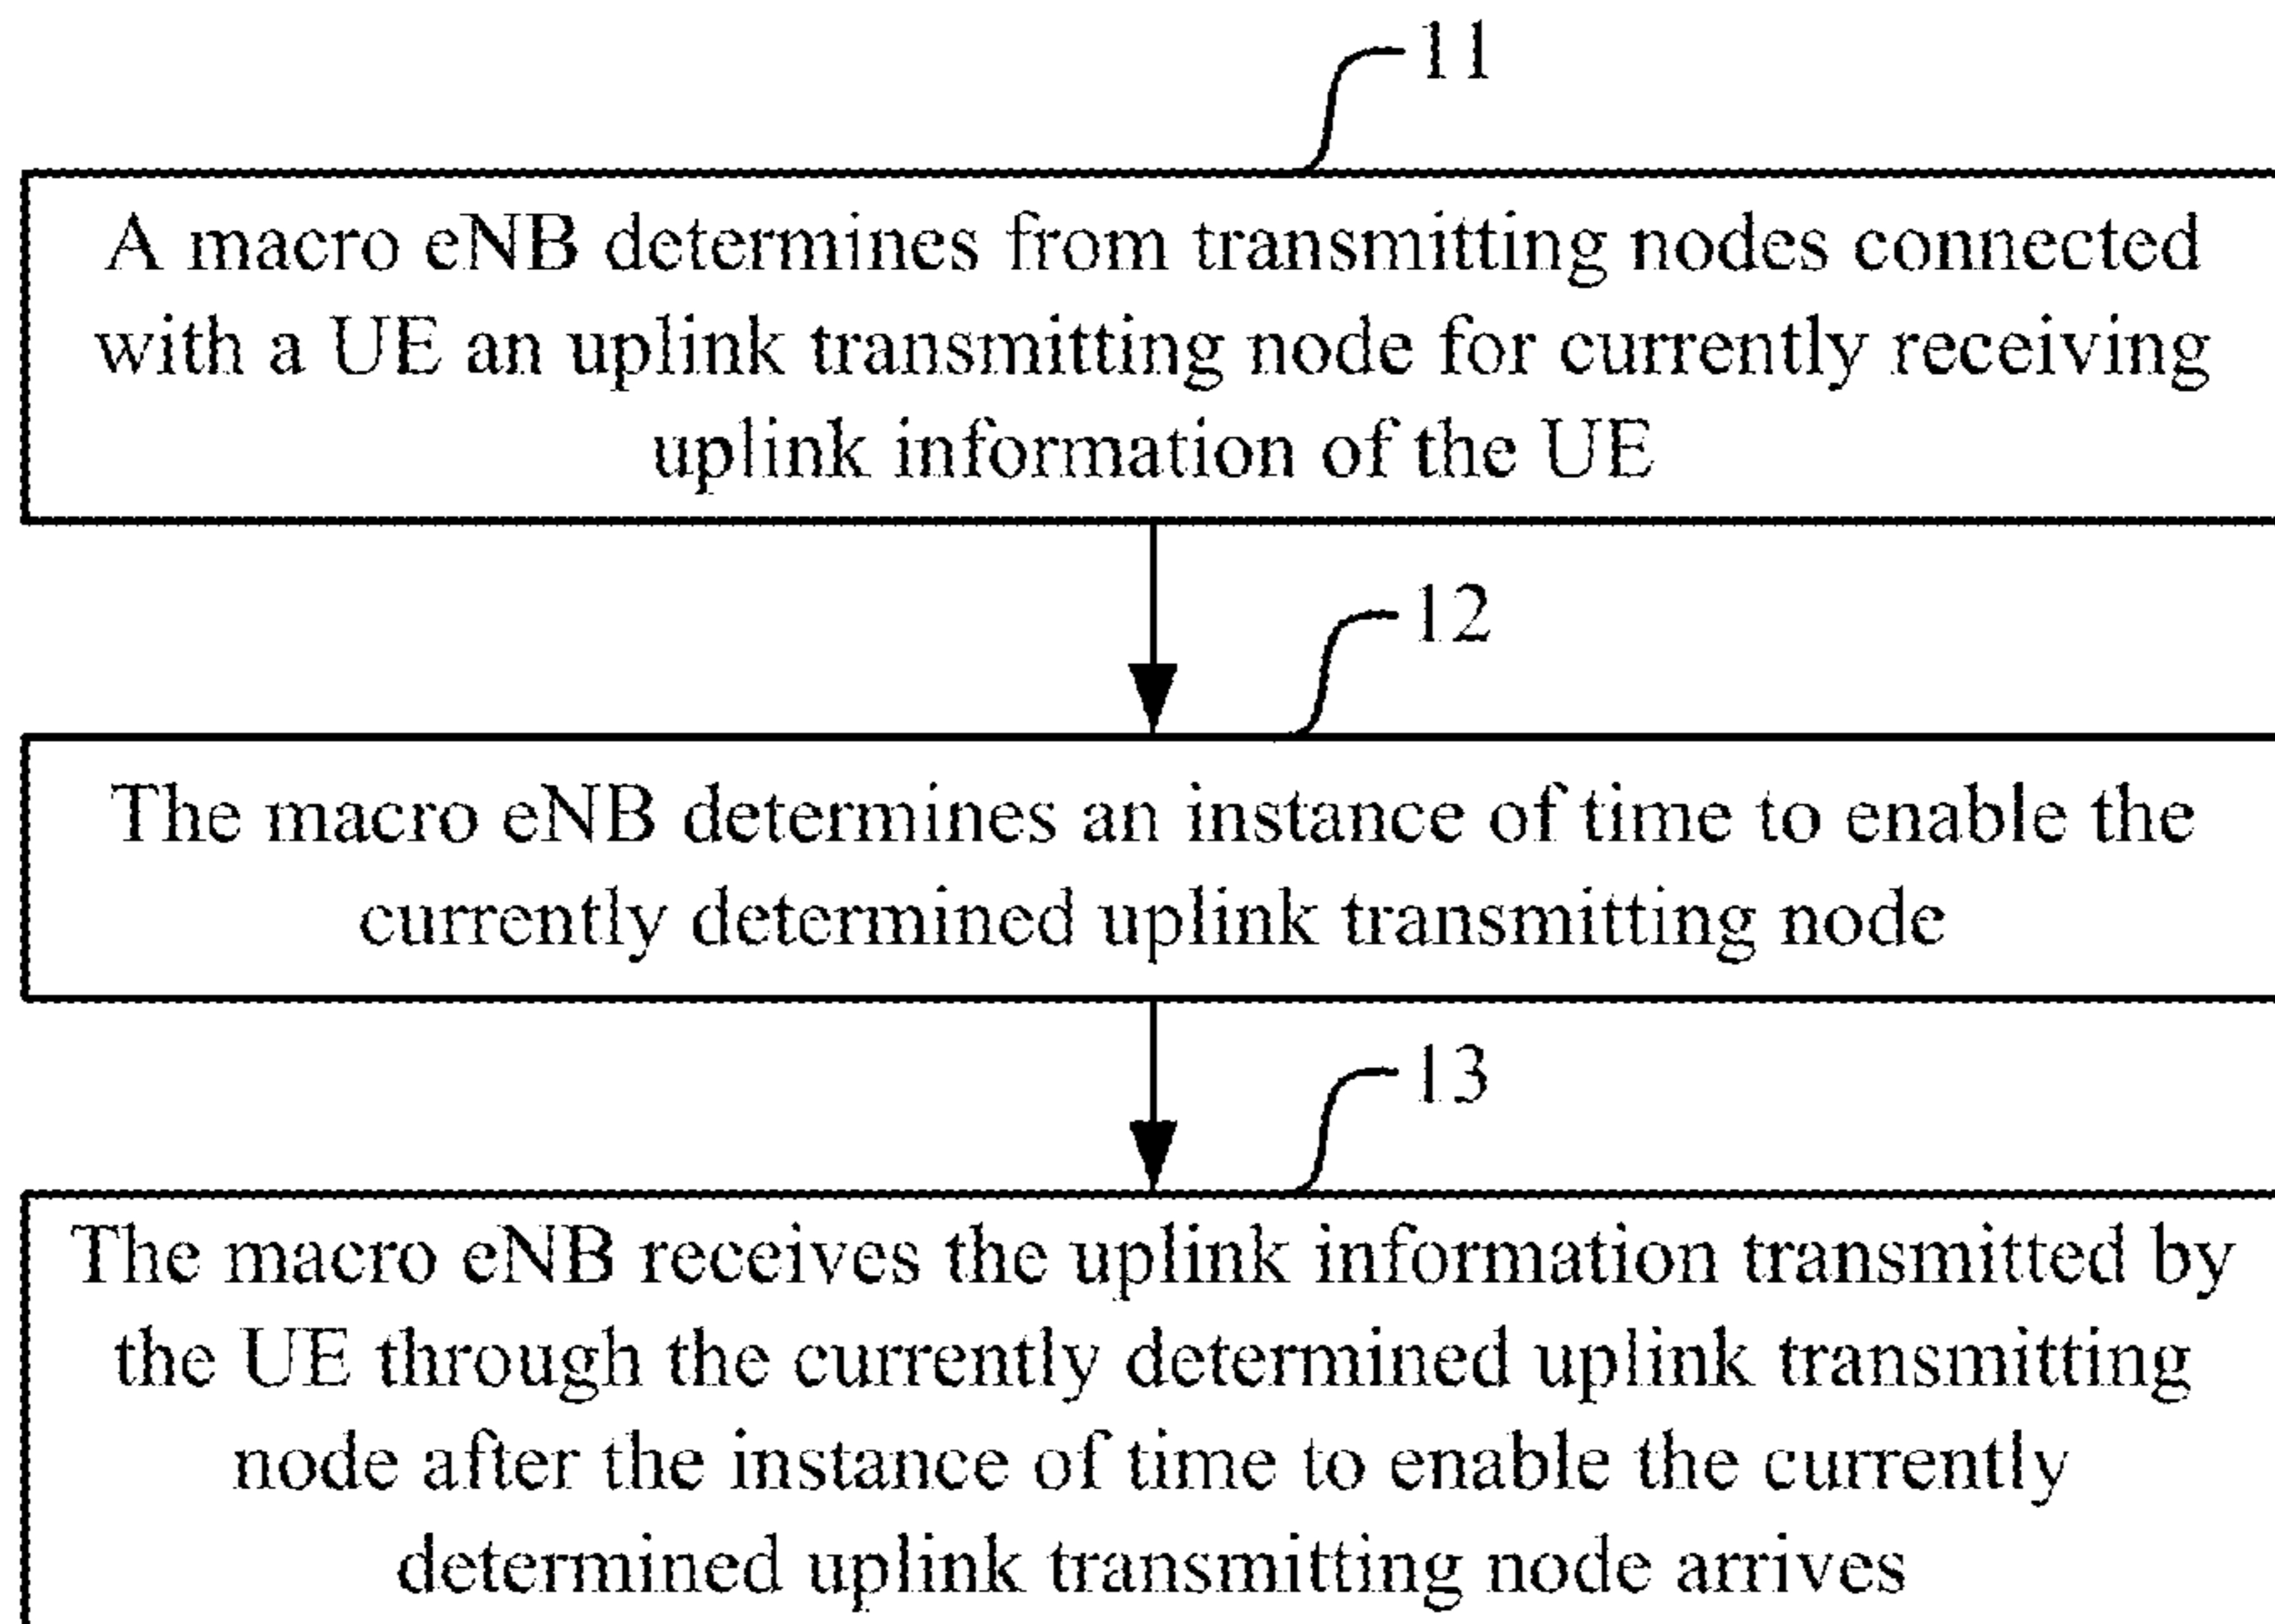 11
A macro eNB determines from transmitting nodes connected
with a UE an uplink transmitting node for currently receiving
uplink information of the UE
12
The macro eNB determines an instance of time to enable the
currently determined uplink transmitting node
13
The macro eNB receives the uplink information transmitted by
the UE through the currently determined uplink transmitting
node after the instance of time to enable the currently
determined uplink transmitting node arrives